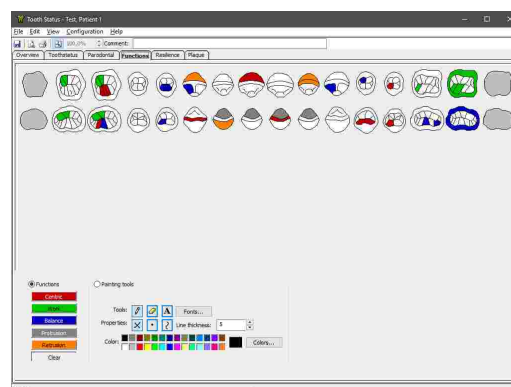 Tooth Status - Test, Patient 1
File Edit View Configuration Help
100,0% Comment:
Overview Toothstatus Parodontal Functions Resilience Plaque
Functions Painting tools
Centric
Balance
Protrusion
Retrusion
Clear
Tools: A Fonts...
Properties: Line thickness: 5
Color: Colors...